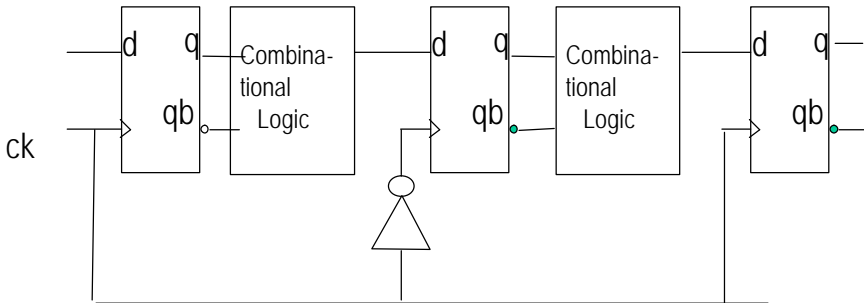 d q
Combina-
tional
Logic
qb
ck
d q
Combina-
tional
Logic
qb
d q
qb